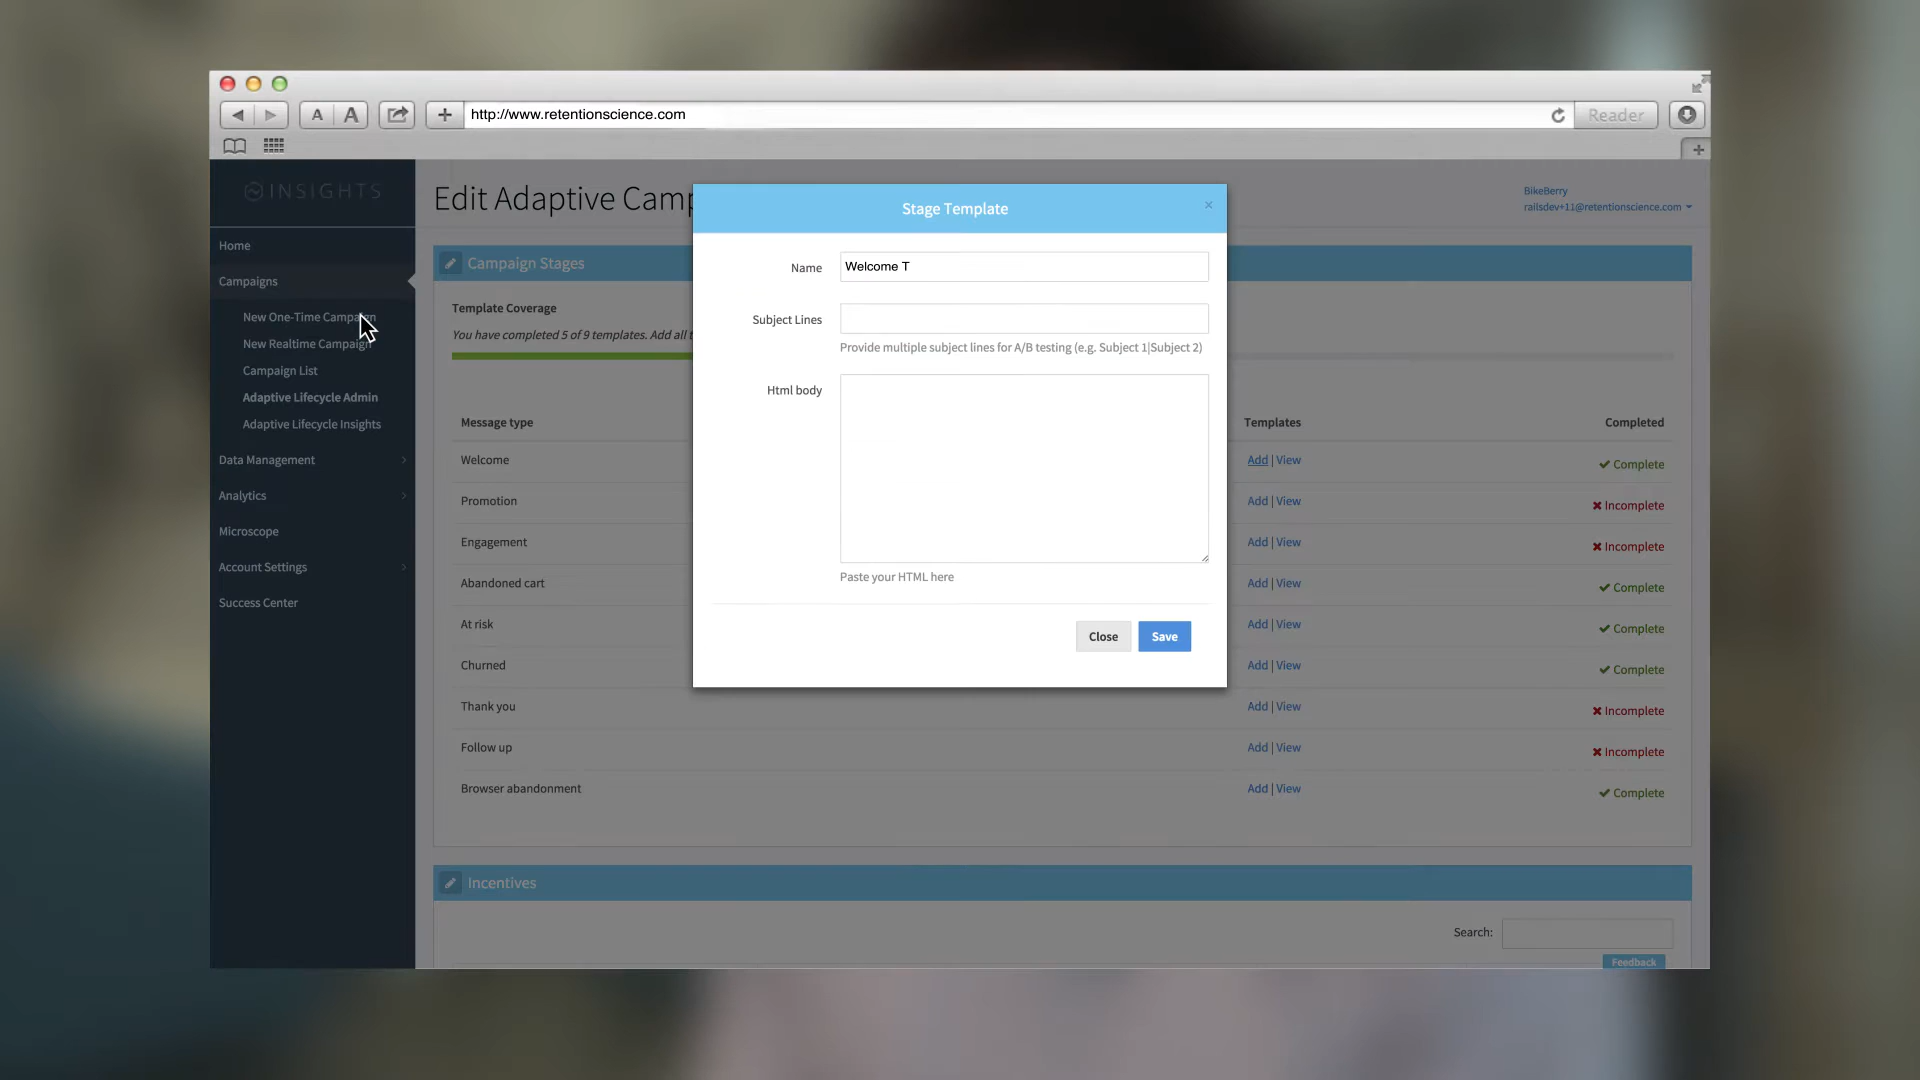 http://www.retentionscience.com
Reader
INSIGHTS
Home
Campaigns
New One-Time Campaign
New Realtime Campaign
Campaign List
Adaptive Lifecycle Admin
Adaptive Lifecycle Insights
Data Management
Analytics
Microscope
Account Settings
Success Center
Edit Adaptive Camp
BikeBerry
railsdev+11@retentionscience.com
Campaign Stages
Template Coverage
You have completed 5 of 9 templates. Add all t
Message type Templates Completed
Welcome Add | View Complete
Promotion Add | View Incomplete
Engagement Add | View Incomplete
Abandoned cart Add | View Complete
At risk Add | View Complete
Churned Add | View Complete
Thank you Add | View Incomplete
Follow up Add | View Incomplete
Browser abandonment Add | View Complete
Incentives
Search:
Feedback
Stage Template
Name Welcome T
Subject Lines
Provide multiple subject lines for A/B testing (e.g. Subject 1|Subject 2)
Html body
Paste your HTML here
Close Save